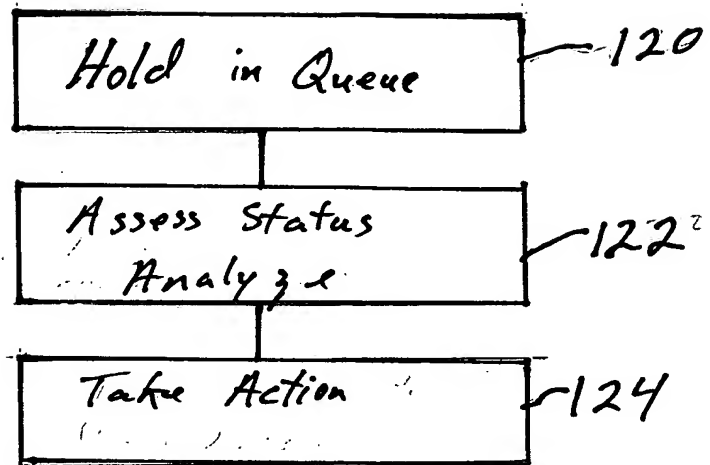 Hold in Queue
120
Assess Status
Analyze
122
Take Action
124